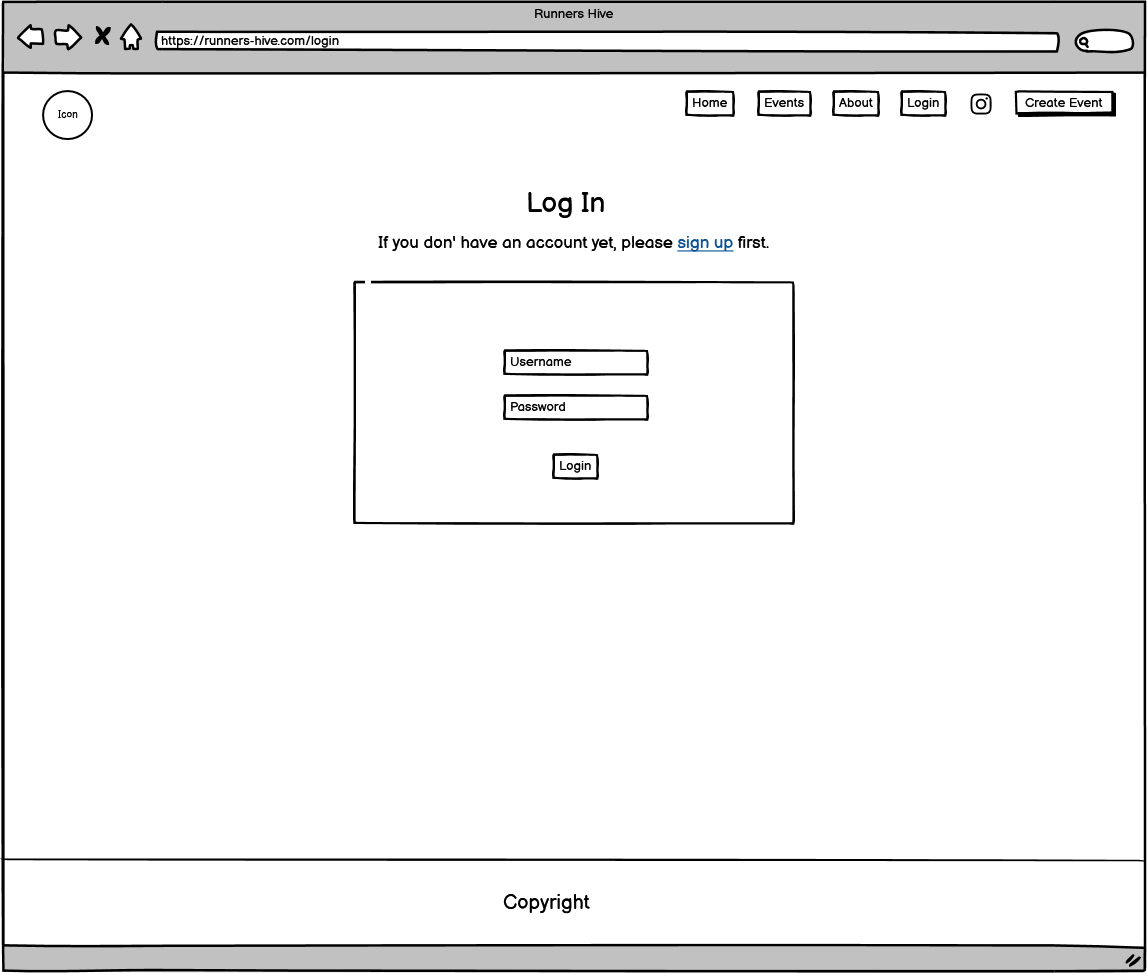 Runners Hive
https://runners-hive.com/login
Icon
Home Events About Login Create Event
Log In
If you don' have an account yet, please sign up first.
Username
Password
Login
Copyright